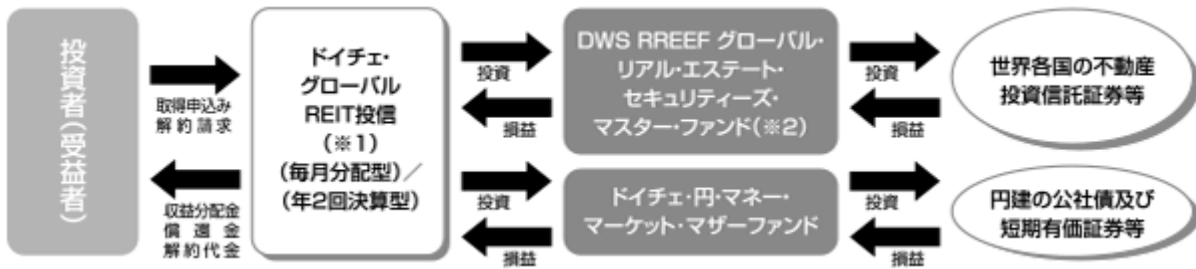 投資者(受益者)
取得申込み
解約請求
収益分配金
償還金
解約代金
ドイチェ・
グローバル
REIT投信
(※1)
(毎月分配型)/
(年2回決算型)
投資
損益
投資
損益
DWS RREEF グローバル・
リアル・エステート・
セキュリティーズ・
マスター・ファンド(※2)
ドイチェ・円・マネー・
マーケット・マザーファンド
投資
損益
投資
損益
世界各国の不動産
投資信託証券等
円建の公社債及び
短期有価証券等